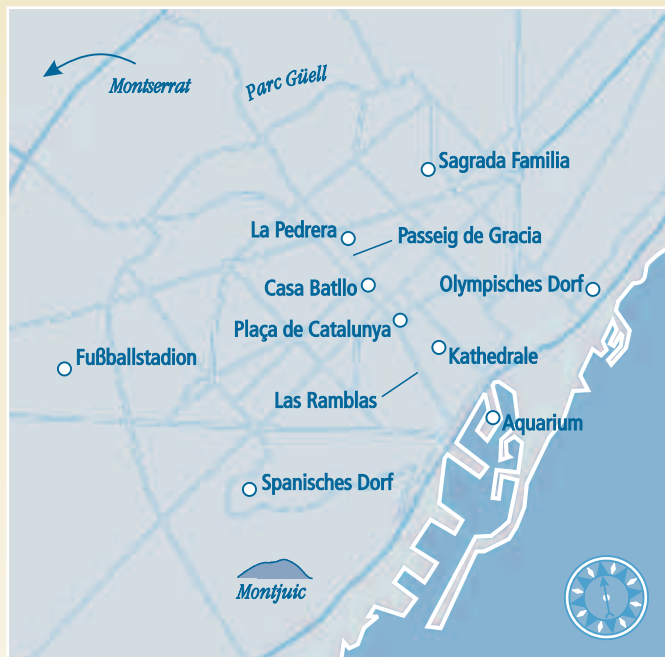 Montserrat
Parc Güell
Sagrada Familia
La Pedrera
Passeig de Gracia
Casa Batllo
Olympisches Dorf
Plaça de Catalunya
Kathedrale
Fußballstadion
Las Ramblas
Aquarium
Spanisches Dorf
Montjuic